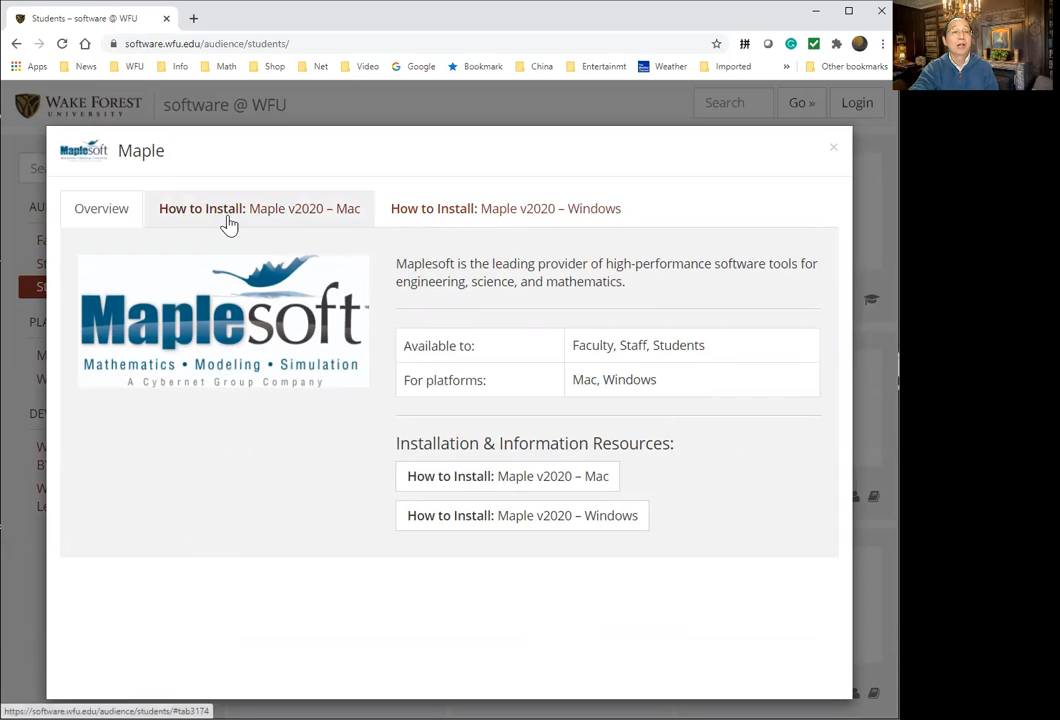 Students – software @ WFU
software.wfu.edu/audience/students/
Apps News WFU Info Math Shop Net Video Google Bookmark China Entertainmt Weather Imported » Other bookmarks
WAKE FOREST
UNIVERSITY
software @ WFU
Search
Go »
Login
Maplesoft Maple ×
Overview
How to Install: Maple v2020 – Mac
How to Install: Maple v2020 – Windows
Maplesoft
Mathematics • Modeling • Simulation
A Cybernet Group Company
Maplesoft is the leading provider of high-performance software tools for
engineering, science, and mathematics.
Available to: Faculty, Staff, Students
For platforms: Mac, Windows
Installation & Information Resources:
How to Install: Maple v2020 – Mac
How to Install: Maple v2020 – Windows
https://software.wfu.edu/audience/students/#tab3174